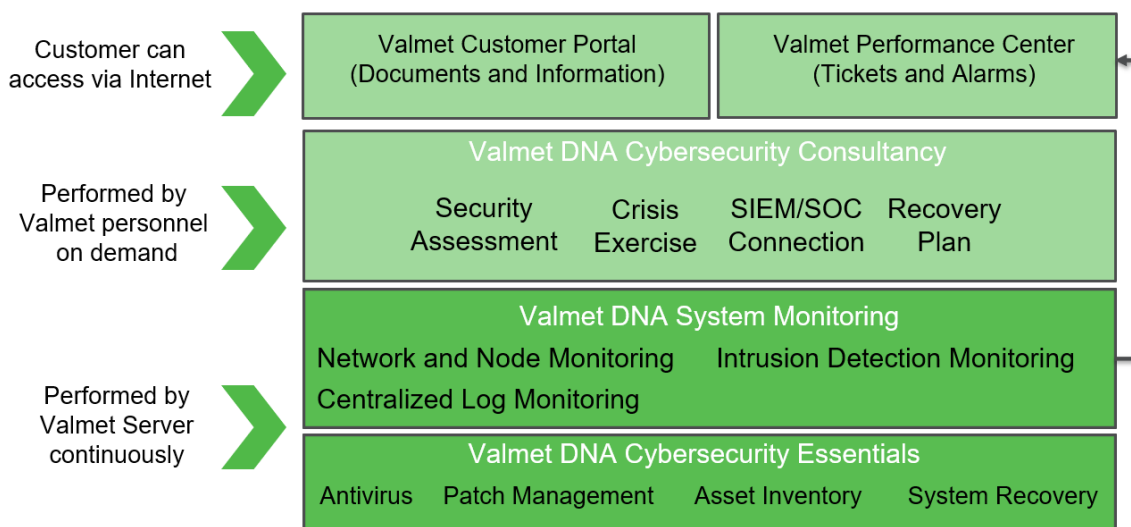 Customer can
access via Internet
Valmet Customer Portal
(Documents and Information)
Valmet Performance Center
(Tickets and Alarms)
Performed by
Valmet personnel
on demand
Valmet DNA Cybersecurity Consultancy
Security
Assessment
Crisis
Exercise
SIEM/SOC
Connection
Recovery
Plan
Performed by
Valmet Server
continuously
Valmet DNA System Monitoring
Network and Node Monitoring
Intrusion Detection Monitoring
Centralized Log Monitoring
Valmet DNA Cybersecurity Essentials
Antivirus
Patch Management
Asset Inventory
System Recovery